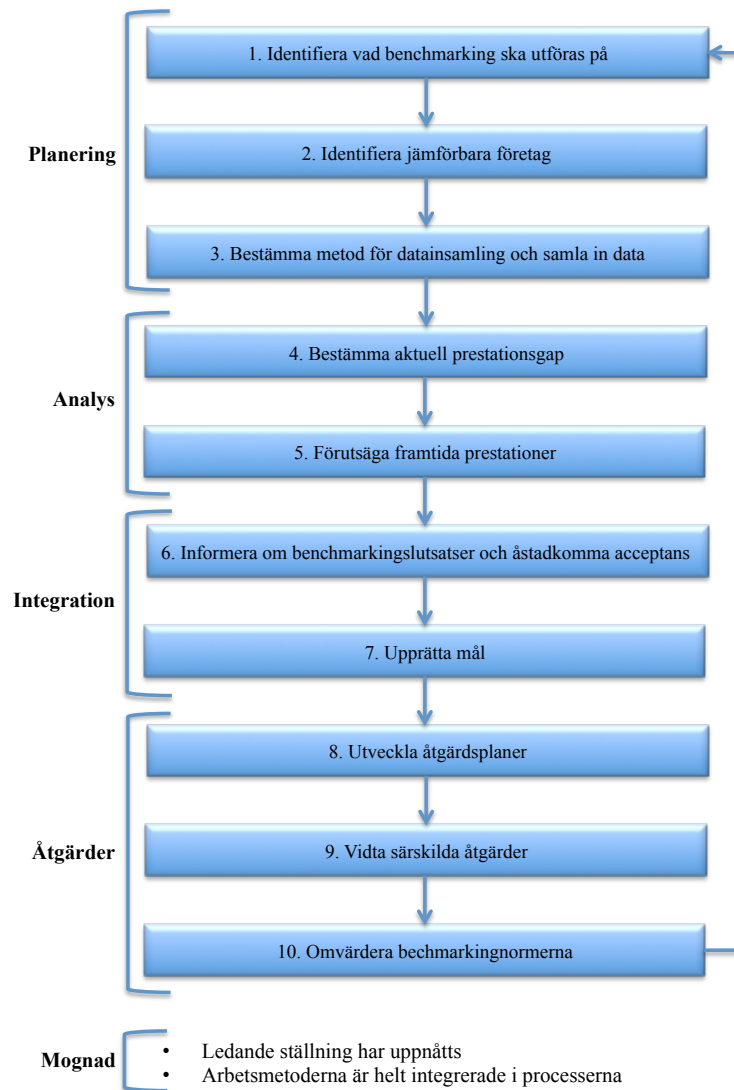 1. Identifiera vad benchmarking ska utföras på
Planering
2. Identifiera jämförbara företag
3. Bestämma metod för datainsamling och samla in data
4. Bestämma aktuell prestationsgap
Analys
5. Förutsäga framtida prestationer
6. Informera om benchmarkingslutsatser och åstadkomma acceptans
Integration
7. Upprätta mål
8. Utveckla åtgärdsplaner
Åtgärder
9. Vidta särskilda åtgärder
10. Omvärdera bechmarkingnormerna
Mognad
• Ledande ställning har uppnåtts
• Arbetsmetoderna är helt integrerade i processerna